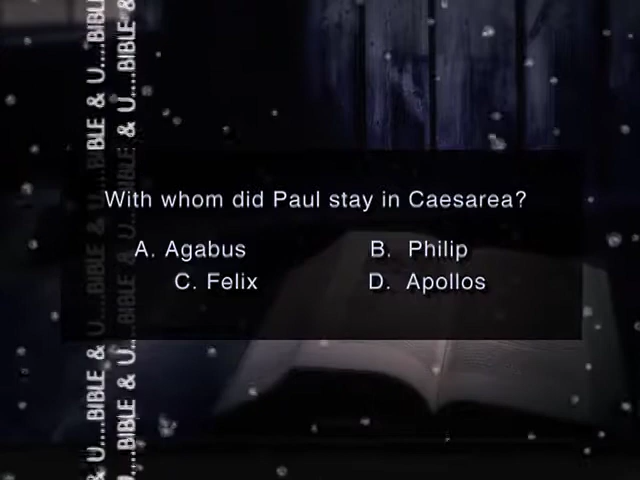 With whom did Paul stay in Caesarea?
A. Agabus B. Philip
C. Felix D. Apollos
U....BIBLE & U....BIBLE & U....BIBLE
U....BIBLE & U....BIBLE & U....BIBLE &